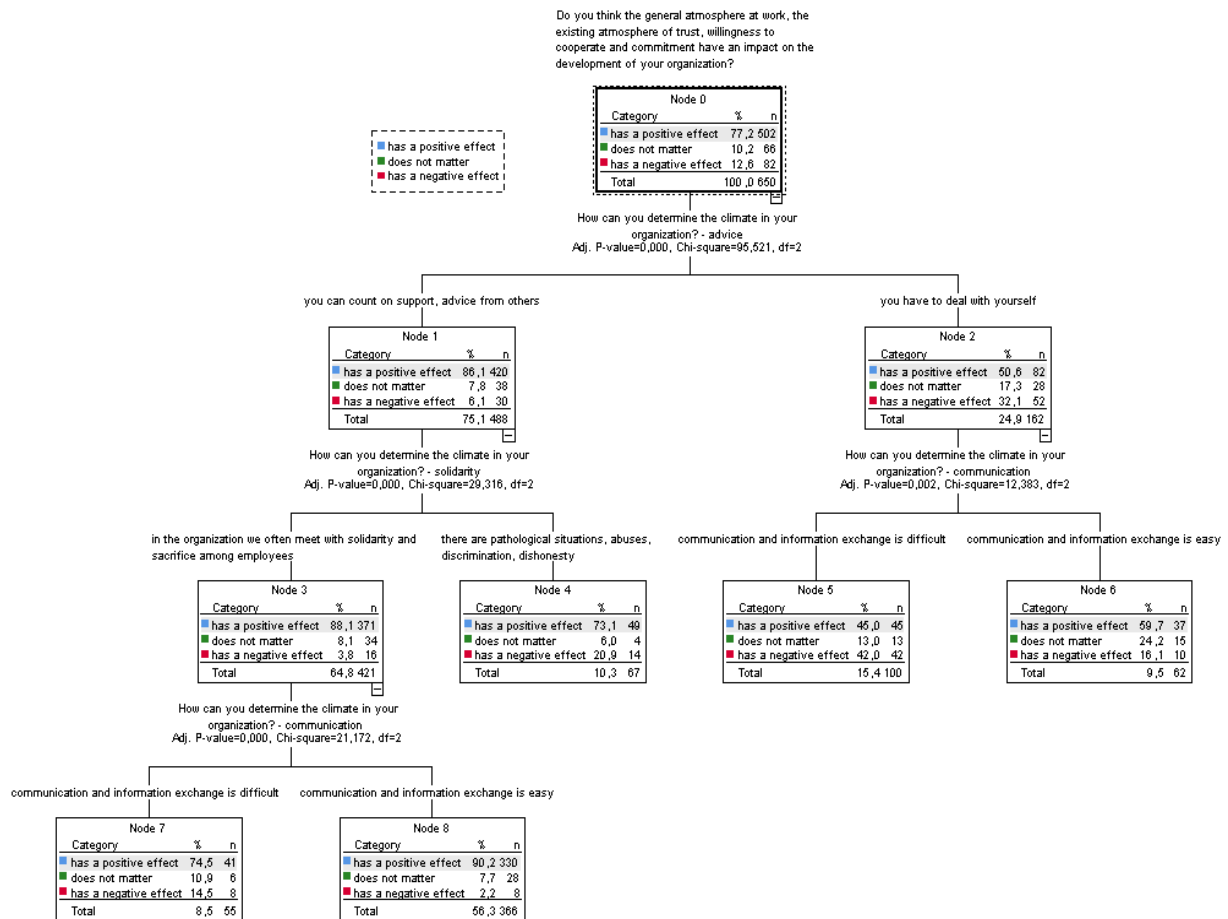 Do you think the general atmosphere at work, the
existing atmosphere of trust, willingness to
cooperate and commitment have an impact on the
development of your organization?
has a positive effect
does not matter
has a negative effect
Node 0
Category % n
has a positive effect 77,2 502
does not matter 10,2 66
has a negative effect 12,6 82
Total 100,0 650
How can you determine the climate in your
organization? - advice
Adj. P-value=0,000, Chi-square=95,521, df=2
you can count on support, advice from others
you have to deal with yourself
Node 1
Category % n
has a positive effect 86,1 420
does not matter 7,8 38
has a negative effect 6,1 30
Total 75,1 488
Node 2
Category % n
has a positive effect 50,6 82
does not matter 17,3 28
has a negative effect 32,1 52
Total 24,9 162
How can you determine the climate in your
organization? - solidarity
Adj. P-value=0,000, Chi-square=29,316, df=2
How can you determine the climate in your
organization? - communication
Adj. P-value=0,002, Chi-square=12,383, df=2
in the organization we often meet with solidarity and
sacrifice among employees
there are pathological situations, abuses,
discrimination, dishonesty
communication and information exchange is difficult
communication and information exchange is easy
Node 3
Category % n
has a positive effect 88,1 371
does not matter 8,1 34
has a negative effect 3,8 16
Total 64,8 421
Node 4
Category % n
has a positive effect 73,1 49
does not matter 6,0 4
has a negative effect 20,9 14
Total 10,3 67
Node 5
Category % n
has a positive effect 45,0 45
does not matter 13,0 13
has a negative effect 42,0 42
Total 15,4 100
Node 6
Category % n
has a positive effect 59,7 37
does not matter 24,2 15
has a negative effect 16,1 10
Total 9,5 62
How can you determine the climate in your
organization? - communication
Adj. P-value=0,000, Chi-square=21,172, df=2
communication and information exchange is difficult
communication and information exchange is easy
Node 7
Category % n
has a positive effect 74,5 41
does not matter 10,9 6
has a negative effect 14,5 8
Total 8,5 55
Node 8
Category % n
has a positive effect 90,2 330
does not matter 7,7 28
has a negative effect 2,2 8
Total 56,3 366